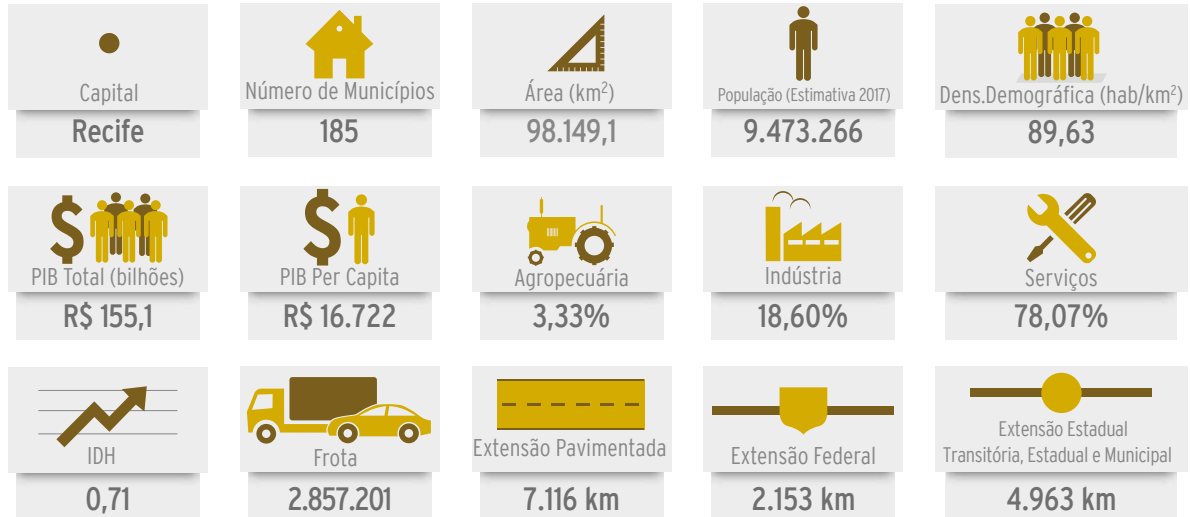 Capital
Recife
Número de Municípios
185
Área (km²)
98.149,1
População (Estimativa 2017)
9.473.266
Dens.Demográfica (hab/km²)
89,63
PIB Total (bilhões)
R$ 155,1
PIB Per Capita
R$ 16.722
Agropecuária
3,33%
Indústria
18,60%
Serviços
78,07%
IDH
0,71
Frota
2.857.201
Extensão Pavimentada
7.116 km
Extensão Federal
2.153 km
Extensão Estadual
Transitória, Estadual e Municipal
4.963 km